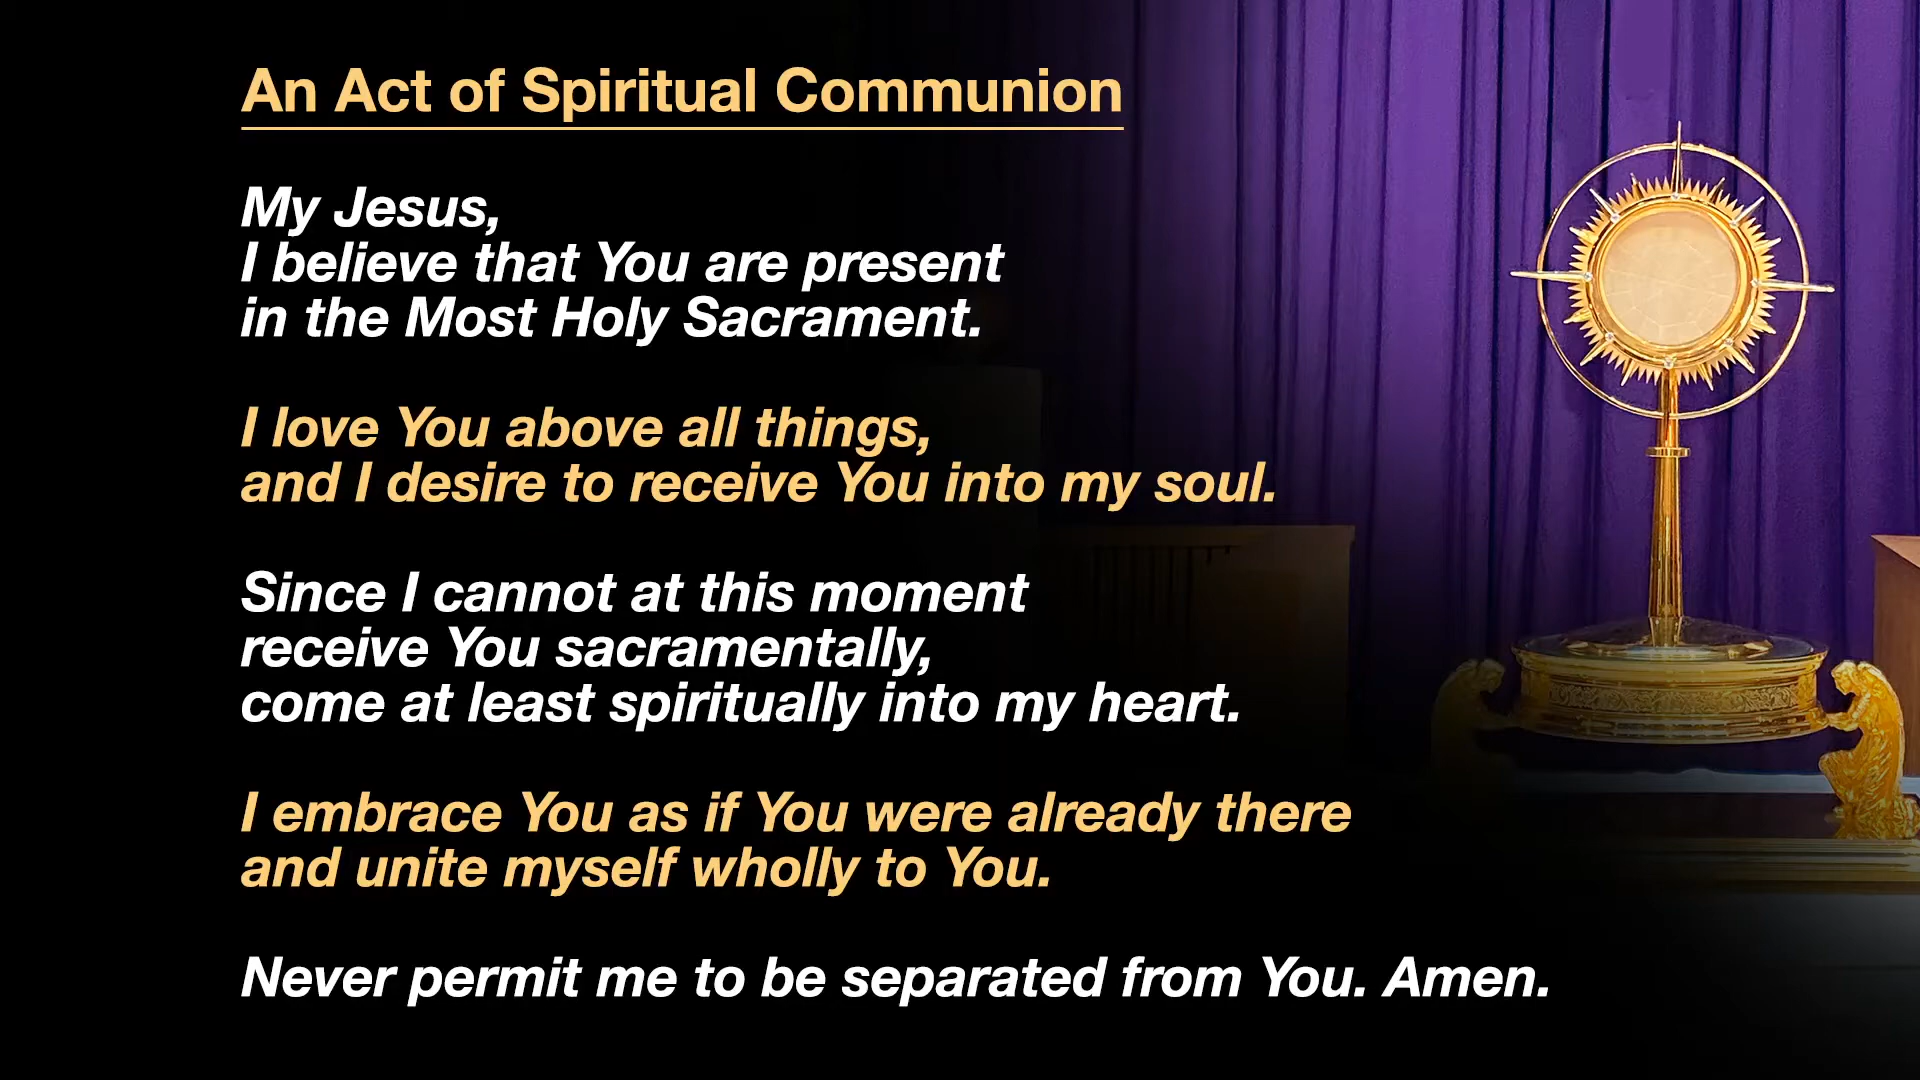 An Act of Spiritual Communion
My Jesus,
I believe that You are present
in the Most Holy Sacrament.
I love You above all things,
and I desire to receive You into my soul.
Since I cannot at this moment
receive You sacramentally,
come at least spiritually into my heart.
I embrace You as if You were already there
and unite myself wholly to You.
Never permit me to be separated from You. Amen.